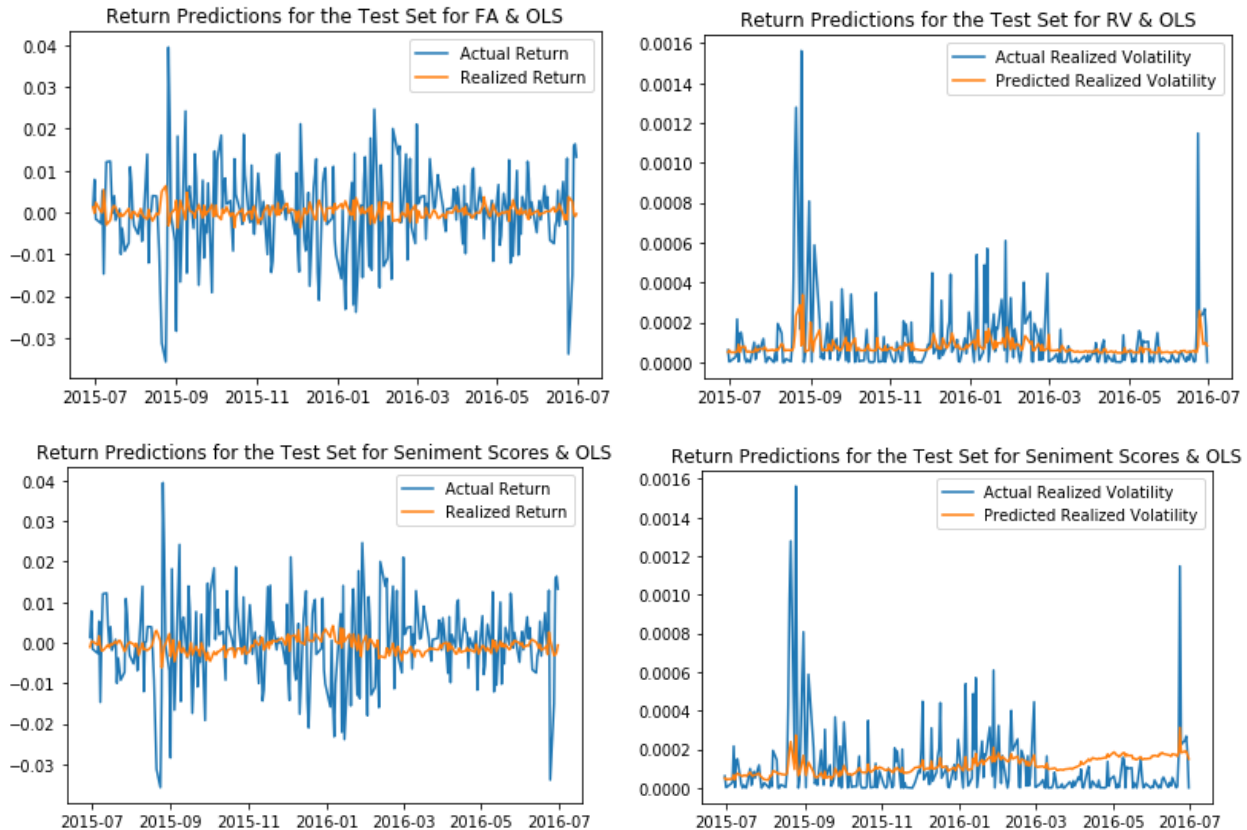 Return Predictions for the Test Set for FA & OLS
Actual Return
Realized Return
0.04
0.03
0.02
0.01
0.00
−0.01
−0.02
−0.03
2015-07 2015-09 2015-11 2016-01 2016-03 2016-05 2016-07
Return Predictions for the Test Set for RV & OLS
Actual Realized Volatility
Predicted Realized Volatility
0.0016
0.0014
0.0012
0.0010
0.0008
0.0006
0.0004
0.0002
0.0000
2015-07 2015-09 2015-11 2016-01 2016-03 2016-05 2016-07
Return Predictions for the Test Set for Seniment Scores & OLS
Actual Return
Realized Return
0.04
0.03
0.02
0.01
0.00
−0.01
−0.02
−0.03
2015-07 2015-09 2015-11 2016-01 2016-03 2016-05 2016-07
Return Predictions for the Test Set for Seniment Scores & OLS
Actual Realized Volatility
Predicted Realized Volatility
0.0016
0.0014
0.0012
0.0010
0.0008
0.0006
0.0004
0.0002
0.0000
2015-07 2015-09 2015-11 2016-01 2016-03 2016-05 2016-07